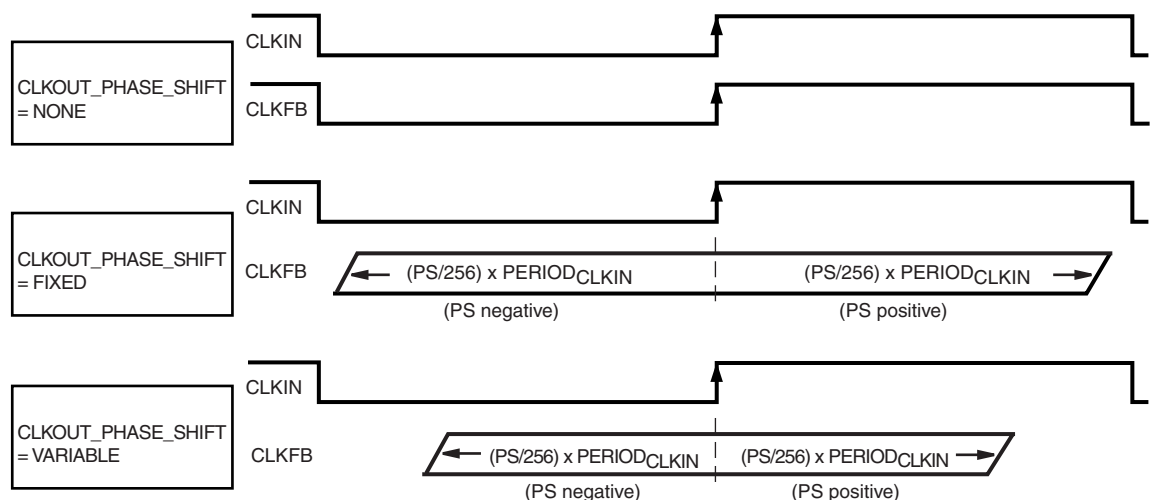 CLKIN
CLKOUT_PHASE_SHIFT
= NONE
CLKFB
CLKIN
CLKOUT_PHASE_SHIFT
= FIXED
CLKFB
(PS/256) x PERIODCLKIN
(PS/256) x PERIODCLKIN
(PS negative)
(PS positive)
CLKIN
CLKOUT_PHASE_SHIFT
= VARIABLE
CLKFB
(PS/256) x PERIODCLKIN
(PS/256) x PERIODCLKIN
(PS negative)
(PS positive)